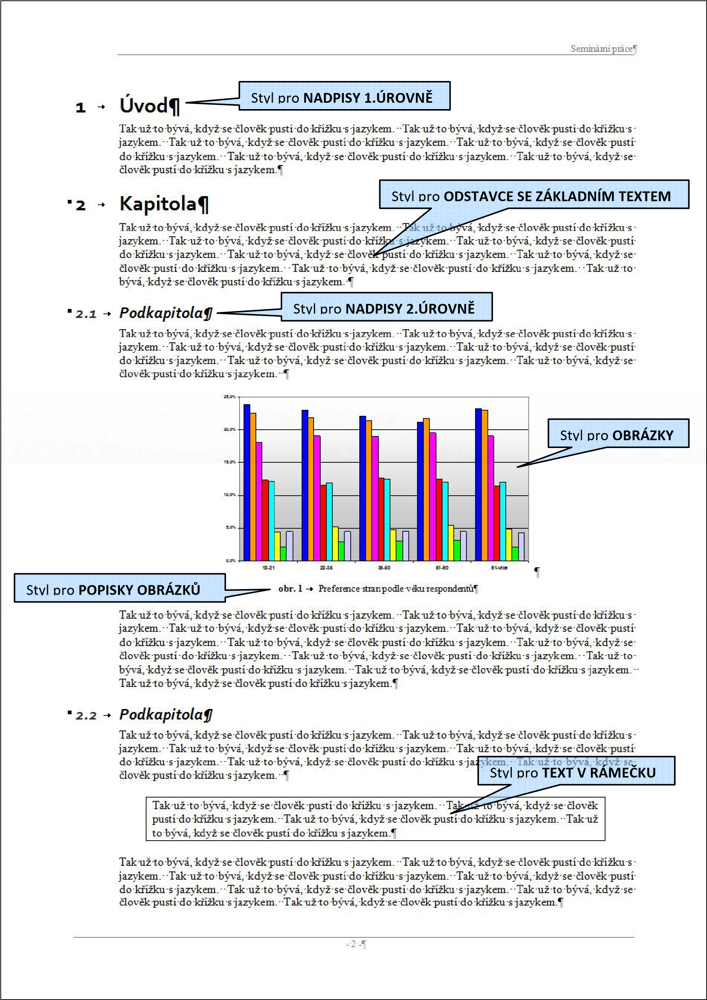 Seminární práce¶
1 → Úvod¶
Styl pro NADPISY 1.ÚROVNĚ
Tak·už·to·bývá,·když·se·člověk·pustí·do·křížku·s·jazykem.··Tak·už·to·bývá,·když·se·člověk·pustí·do·křížku·s·
jazykem.··Tak·už·to·bývá,·když·se·člověk·pustí·do·křížku·s·jazykem.··Tak·už·to·bývá,·když·se·člověk·pustí·
do·křížku·s·jazykem.··Tak·už·to·bývá,·když·se·člověk·pustí·do·křížku·s·jazykem.··Tak·už·to·bývá,·když·se·
člověk·pustí·do·křížku·s·jazykem.¶
Styl pro ODSTAVCE SE ZÁKLADNÍM TEXTEM
2 → Kapitola¶
Tak·už·to·bývá,·když·se·člověk·pustí·do·křížku·s·jazykem.··Tak·už·to·bývá,·když·se·člověk·pustí·do·křížku·s·
jazykem.··Tak·už·to·bývá,·když·se·člověk·pustí·do·křížku·s·jazykem.··Tak·už·to·bývá,·když·se·člověk·pustí·
do·křížku·s·jazykem.··Tak·už·to·bývá,·když·se·člověk·pustí·do·křížku·s·jazykem.··Tak·už·to·bývá,·když·se·
člověk·pustí·do·křížku·s·jazykem.··Tak·už·to·bývá,·když·se·člověk·pustí·do·křížku·s·jazykem.··Tak·už·to·
bývá,·když·se·člověk·pustí·do·křížku·s·jazykem.·¶
2.1 → Podkapitola¶
Styl pro NADPISY 2.ÚROVNĚ
Tak·už·to·bývá,·když·se·člověk·pustí·do·křížku·s·jazykem.··Tak·už·to·bývá,·když·se·člověk·pustí·do·křížku·s·
jazykem.··Tak·už·to·bývá,·když·se·člověk·pustí·do·křížku·s·jazykem.··Tak·už·to·bývá,·když·se·člověk·pustí·
do·křížku·s·jazykem.··Tak·už·to·bývá,·když·se·člověk·pustí·do·křížku·s·jazykem.··Tak·už·to·bývá,·když·se·
člověk·pustí·do·křížku·s·jazykem.··¶
25,0%
20,0%
15,0%
10,0%
5,0%
0,0%
18-21 22-35 36-50 51-60 61-více ¶
Styl pro OBRÁZKY
Styl pro POPISKY OBRÁZKŮ
obr. 1 → Preference·stran·podle·věku·respondentů¶
Tak·už·to·bývá,·když·se·člověk·pustí·do·křížku·s·jazykem.··Tak·už·to·bývá,·když·se·člověk·pustí·do·křížku·s·
jazykem.··Tak·už·to·bývá,·když·se·člověk·pustí·do·křížku·s·jazykem.··Tak·už·to·bývá,·když·se·člověk·pustí·
do·křížku·s·jazykem.··Tak·už·to·bývá,·když·se·člověk·pustí·do·křížku·s·jazykem.··Tak·už·to·bývá,·když·se·
člověk·pustí·do·křížku·s·jazykem.··Tak·už·to·bývá,·když·se·člověk·pustí·do·křížku·s·jazykem.··Tak·už·to·
bývá,·když·se·člověk·pustí·do·křížku·s·jazykem.··Tak·už·to·bývá,·když·se·člověk·pustí·do·křížku·s·jazykem.··
Tak·už·to·bývá,·když·se·člověk·pustí·do·křížku·s·jazykem.¶
2.2 → Podkapitola¶
Tak·už·to·bývá,·když·se·člověk·pustí·do·křížku·s·jazykem.··Tak·už·to·bývá,·když·se·člověk·pustí·do·křížku·s·
jazykem.··Tak·už·to·bývá,·když·se·člověk·pustí·do·křížku·s·jazykem.··Tak·už·to·bývá,·když·se·člověk·pustí·
do·křížku·s·jazykem.··Tak·už·to·bývá,·když·se·člověk·pustí·do·křížku·s·jazykem.··Tak·už·to·bývá,·když·se·
člověk·pustí·do·křížku·s·jazykem.··¶
Styl pro TEXT V RÁMEČKU
Tak·už·to·bývá,·když·se·člověk·pustí·do·křížku·s·jazykem.··Tak·už·to·bývá,·když·se·člověk
pustí·do·křížku·s·jazykem.··Tak·už·to·bývá,·když·se·člověk·pustí·do·křížku·s·jazykem.··Tak·už
to·bývá,·když·se·člověk·pustí·do·křížku·s·jazykem.¶
Tak·už·to·bývá,·když·se·člověk·pustí·do·křížku·s·jazykem.··Tak·už·to·bývá,·když·se·člověk·pustí·do·křížku·s·
jazykem.··Tak·už·to·bývá,·když·se·člověk·pustí·do·křížku·s·jazykem.··Tak·už·to·bývá,·když·se·člověk·pustí·
do·křížku·s·jazykem.··Tak·už·to·bývá,·když·se·člověk·pustí·do·křížku·s·jazykem.··Tak·už·to·bývá,·když·se·
člověk·pustí·do·křížku·s·jazykem.··Tak·už·to·bývá,·když·se·člověk·pustí·do·křížku·s·jazykem.¶
-·2·-¶